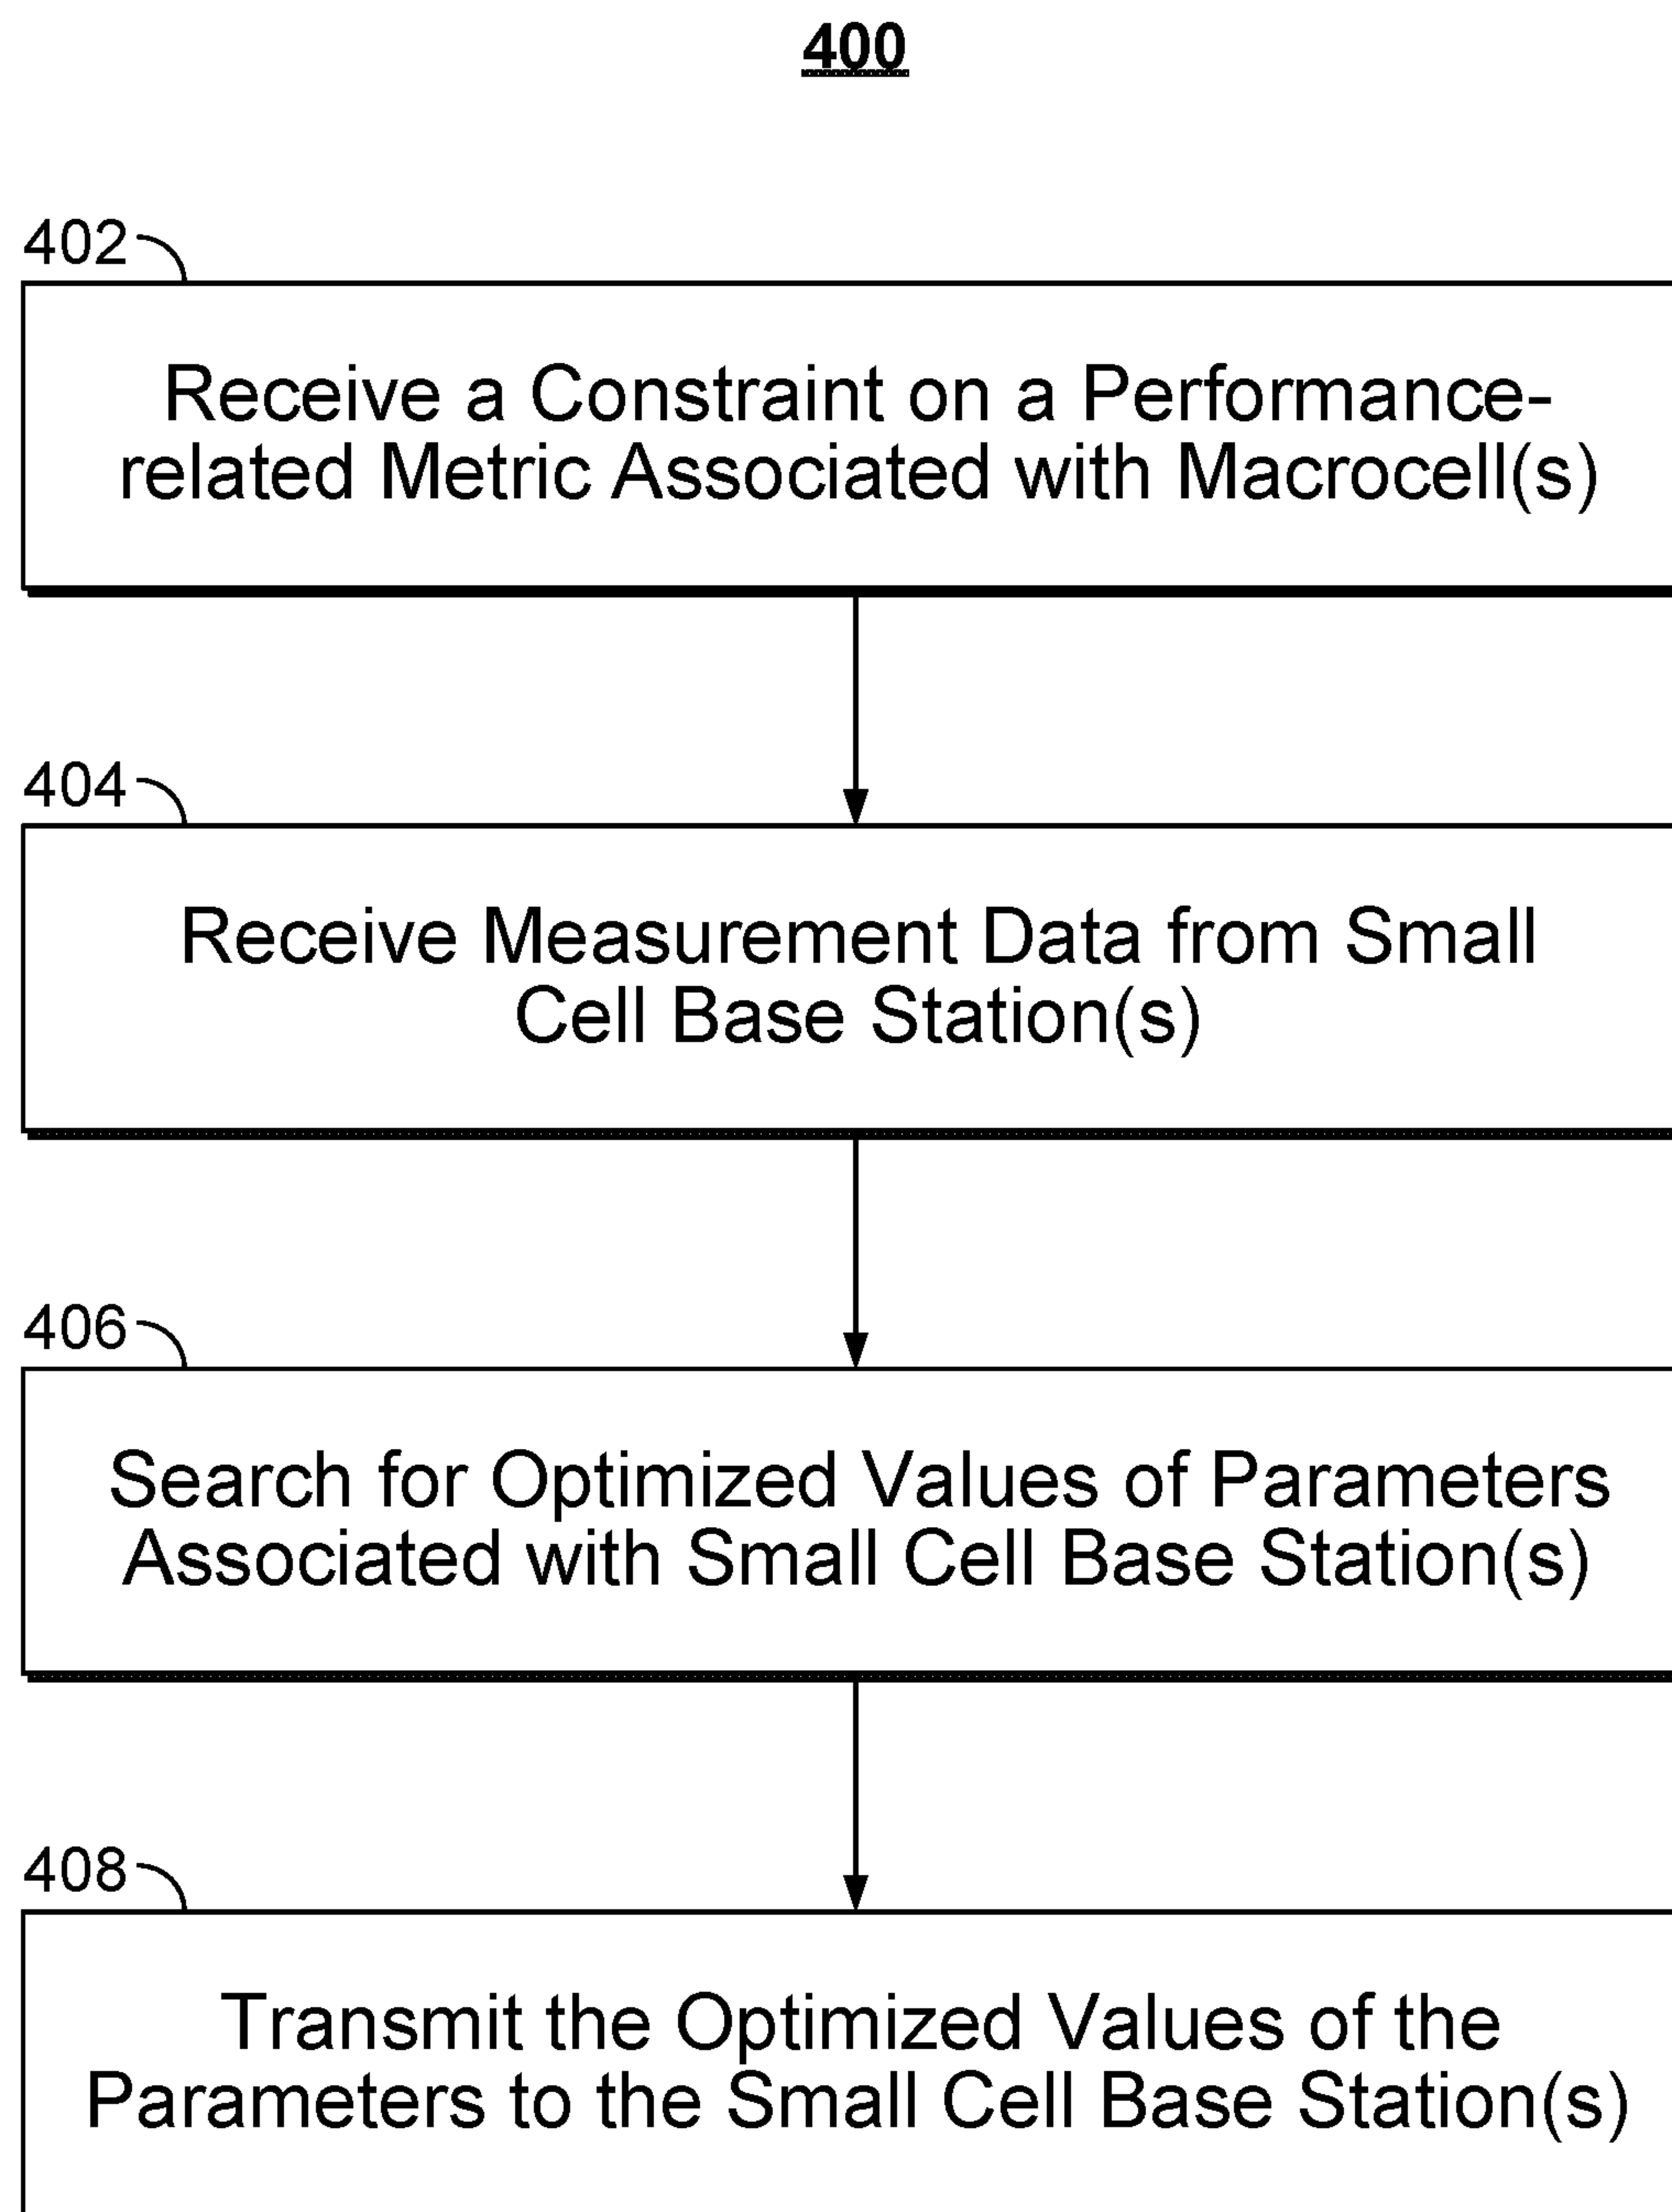 400
402
Receive a Constraint on a Performance-
related Metric Associated with Macrocell(s)
404
Receive Measurement Data from Small
Cell Base Station(s)
406
Search for Optimized Values of Parameters
Associated with Small Cell Base Station(s)
408
Transmit the Optimized Values of the
Parameters to the Small Cell Base Station(s)